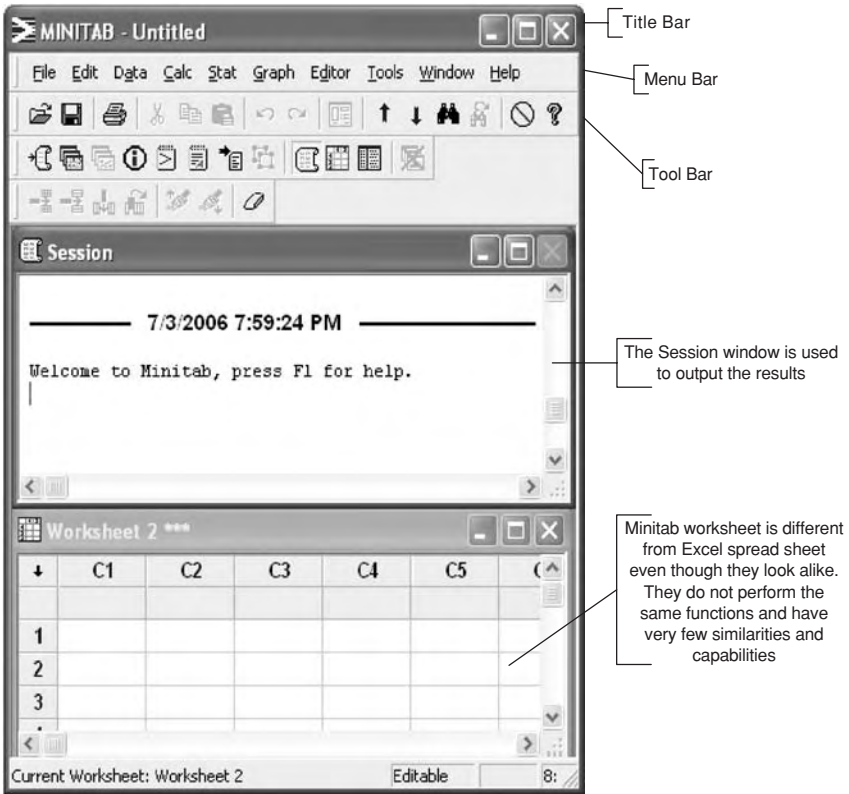 MINITAB - Untitled
Title Bar
File Edit Data Calc Stat Graph Editor Tools Window Help
Menu Bar
Tool Bar
Session
7/3/2006 7:59:24 PM
Welcome to Minitab, press F1 for help.
The Session window is used
to output the results
Worksheet 2 ***
C1 C2 C3 C4 C5
1
2
3
Minitab worksheet is different
from Excel spread sheet
even though they look alike.
They do not perform the
same functions and have
very few similarities and
capabilities
Current Worksheet: Worksheet 2 Editable 8: